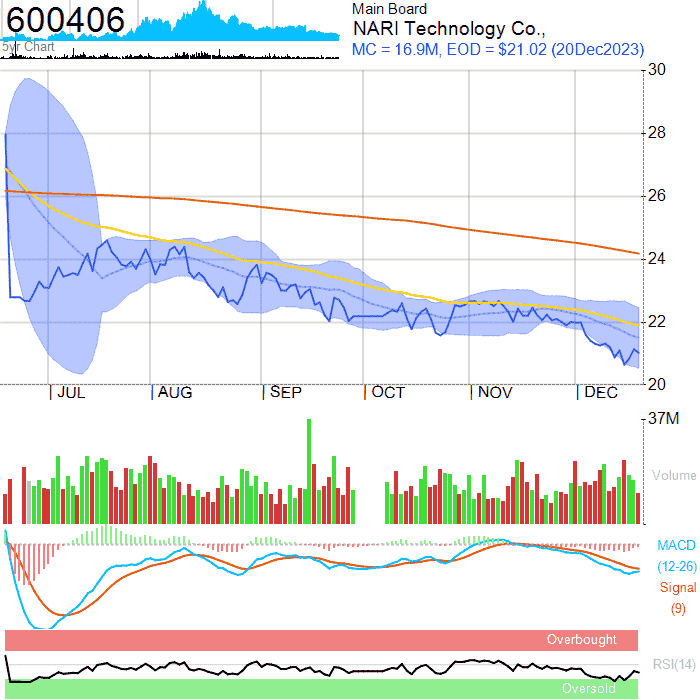 600406
5yr Chart
Main Board
NARI Technology Co.,
MC = 16.9M, EOD = $21.02 (20Dec2023)
30
28
26
24
22
20
| JUL | AUG | SEP | OCT | NOV | DEC
37M
Volume
MACD
(12-26)
Signal
(9)
Overbought
RSI(14)
Oversold